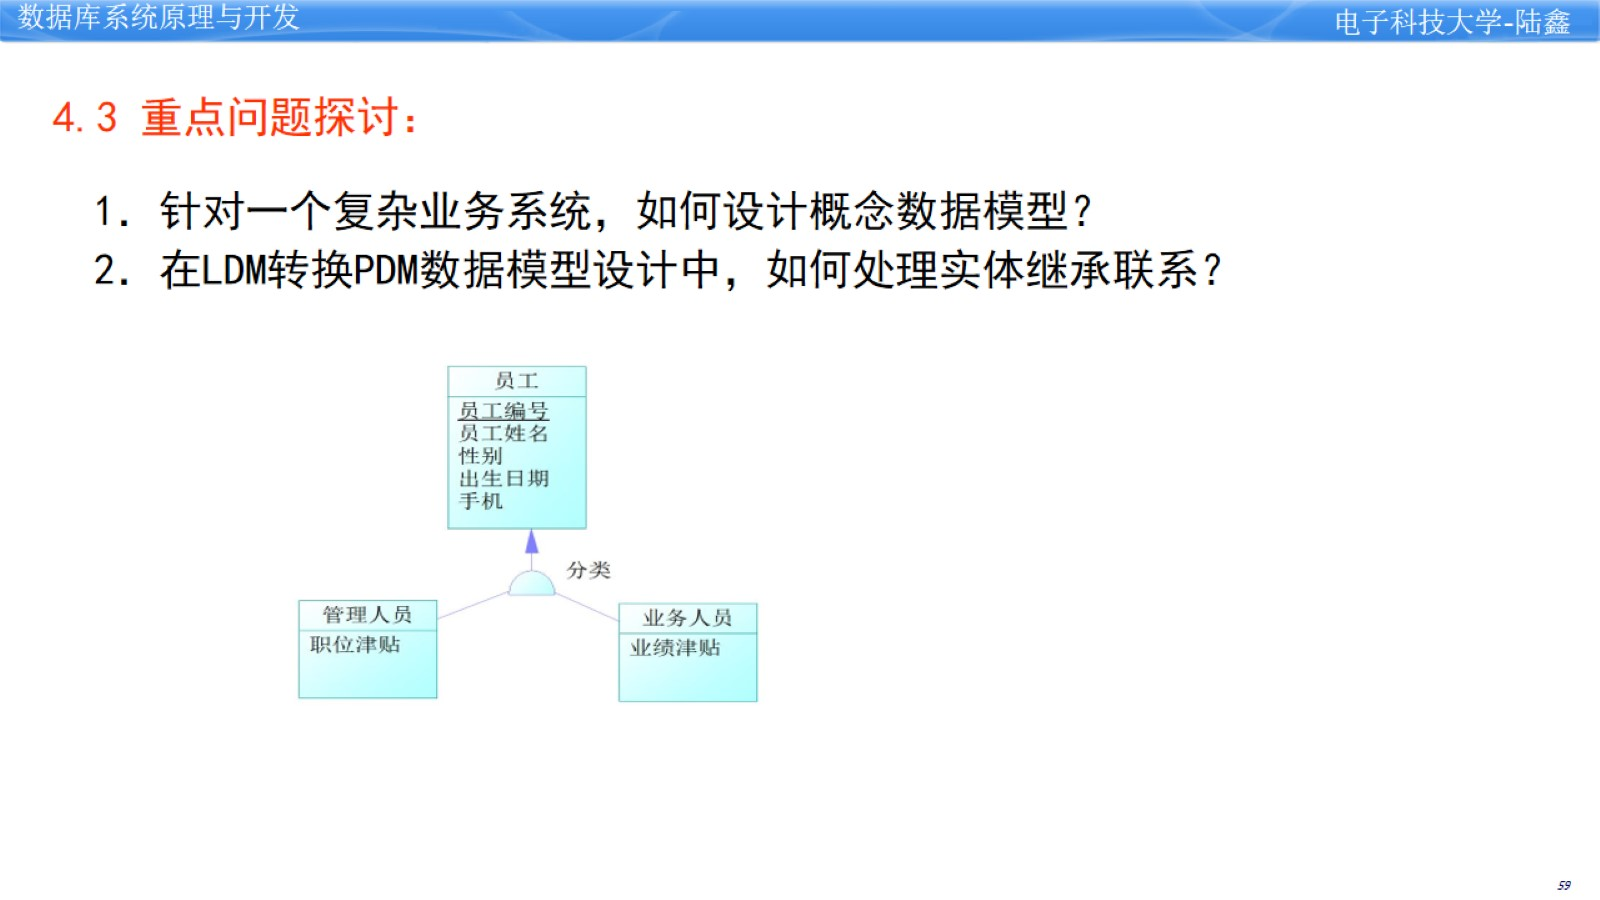 数据库系统原理与开发
电子科技大学-陆鑫
4.3 重点问题探讨：
1. 针对一个复杂业务系统，如何设计概念数据模型？
2. 在LDM转换PDM数据模型设计中，如何处理实体继承联系？
员工
员工编号
员工姓名
性别
出生日期
手机
分类
管理人员
职位津贴
业务人员
业绩津贴
59